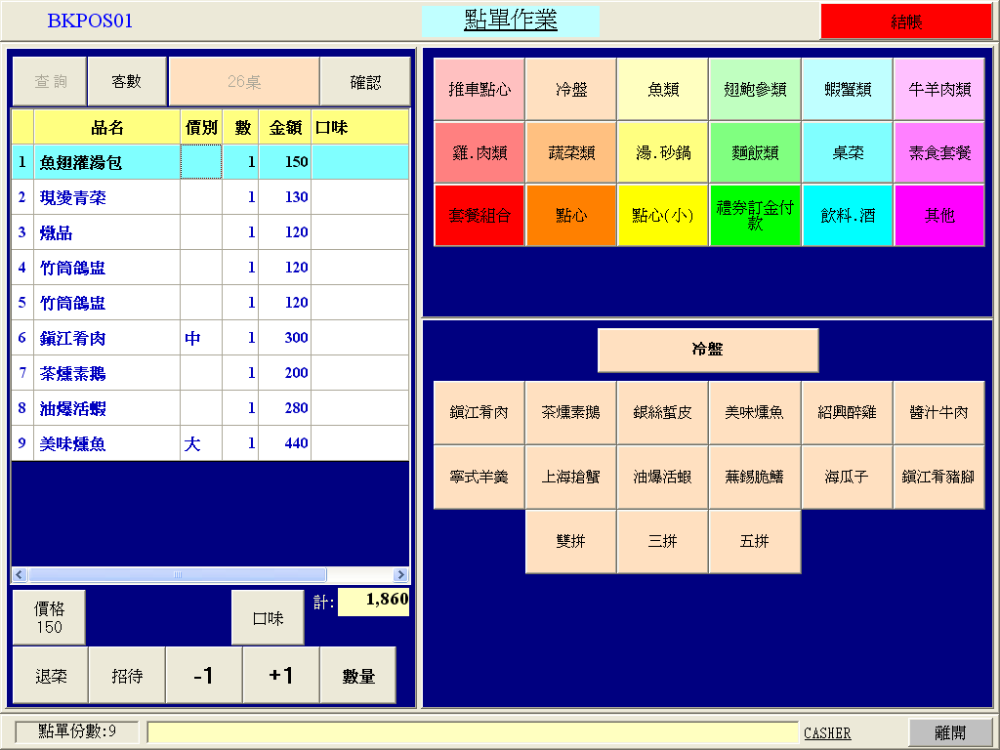 BKPOS01
點單作業
結帳
查詢
客數
26桌
確認
品名 價別 數 金額 口味
1 魚翅灌湯包 1 150
2 現燙青菜 1 130
3 燉品 1 120
4 竹筒鴿盅 1 120
5 竹筒鴿盅 1 120
6 鎮江肴肉 中 1 300
7 茶燻素鵝 1 200
8 油爆活蝦 1 280
9 美味燻魚 大 1 440
價格
150
口味
計: 1,860
退菜
招待
-1
+1
數量
推車點心 冷盤 魚類 翅鮑參類 蝦蟹類 牛羊肉類
雞.肉類 蔬菜類 湯.砂鍋 麵飯類 桌菜 素食套餐
套餐組合 點心 點心(小) 禮券訂金付
款
飲料.酒 其他
冷盤
鎮江肴肉 茶燻素鵝 銀絲蜇皮 美味燻魚 紹興醉雞 醬汁牛肉
寧式羊羹 上海搶蟹 油爆活蝦 蕪錫脆鱔 海瓜子 鎮江肴豬腳
雙拼 三拼 五拼
點單份數:9
CASHER
離開